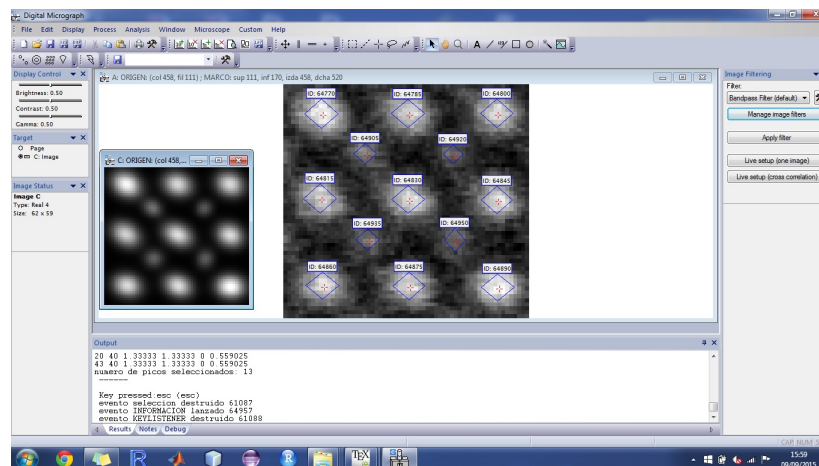 Digital Micrograph
File Edit Display Process Analysis Window Microscope Custom Help
Display Control
Brightness: 0.50
Contrast: 0.50
Gamma: 0.50
Target
Page
C: Image
Image Status
Image C
Type: Real 4
Size: 62 x 59
A: ORIGEN: (col 458, fil 111) ; MARCO: sup 111, inf 170, izda 458, dcha 520
C: ORIGEN: (col 458,...
ID: 64770
ID: 64785
ID: 64800
ID: 64905
ID: 64920
ID: 64815
ID: 64830
ID: 64845
ID: 64935
ID: 64950
ID: 64860
ID: 64875
ID: 64890
Image Filtering
Filter:
Bandpass Filter (default)
Manage image filters
Apply filter
Live setup (one image)
Live setup (cross correlation)
Output
20 40 1.33333 1.33333 0 0.559025
43 40 1.33333 1.33333 0 0.559025
numero de picos seleccionados: 13
------
Key pressed:esc (esc)
evento seleccion destruido 61087
evento INFORMACION lanzado 64957
evento KEYLISTENER destruido 61088
Results Notes Debug
CAP NUM
TEX
15:59
09/09/2015